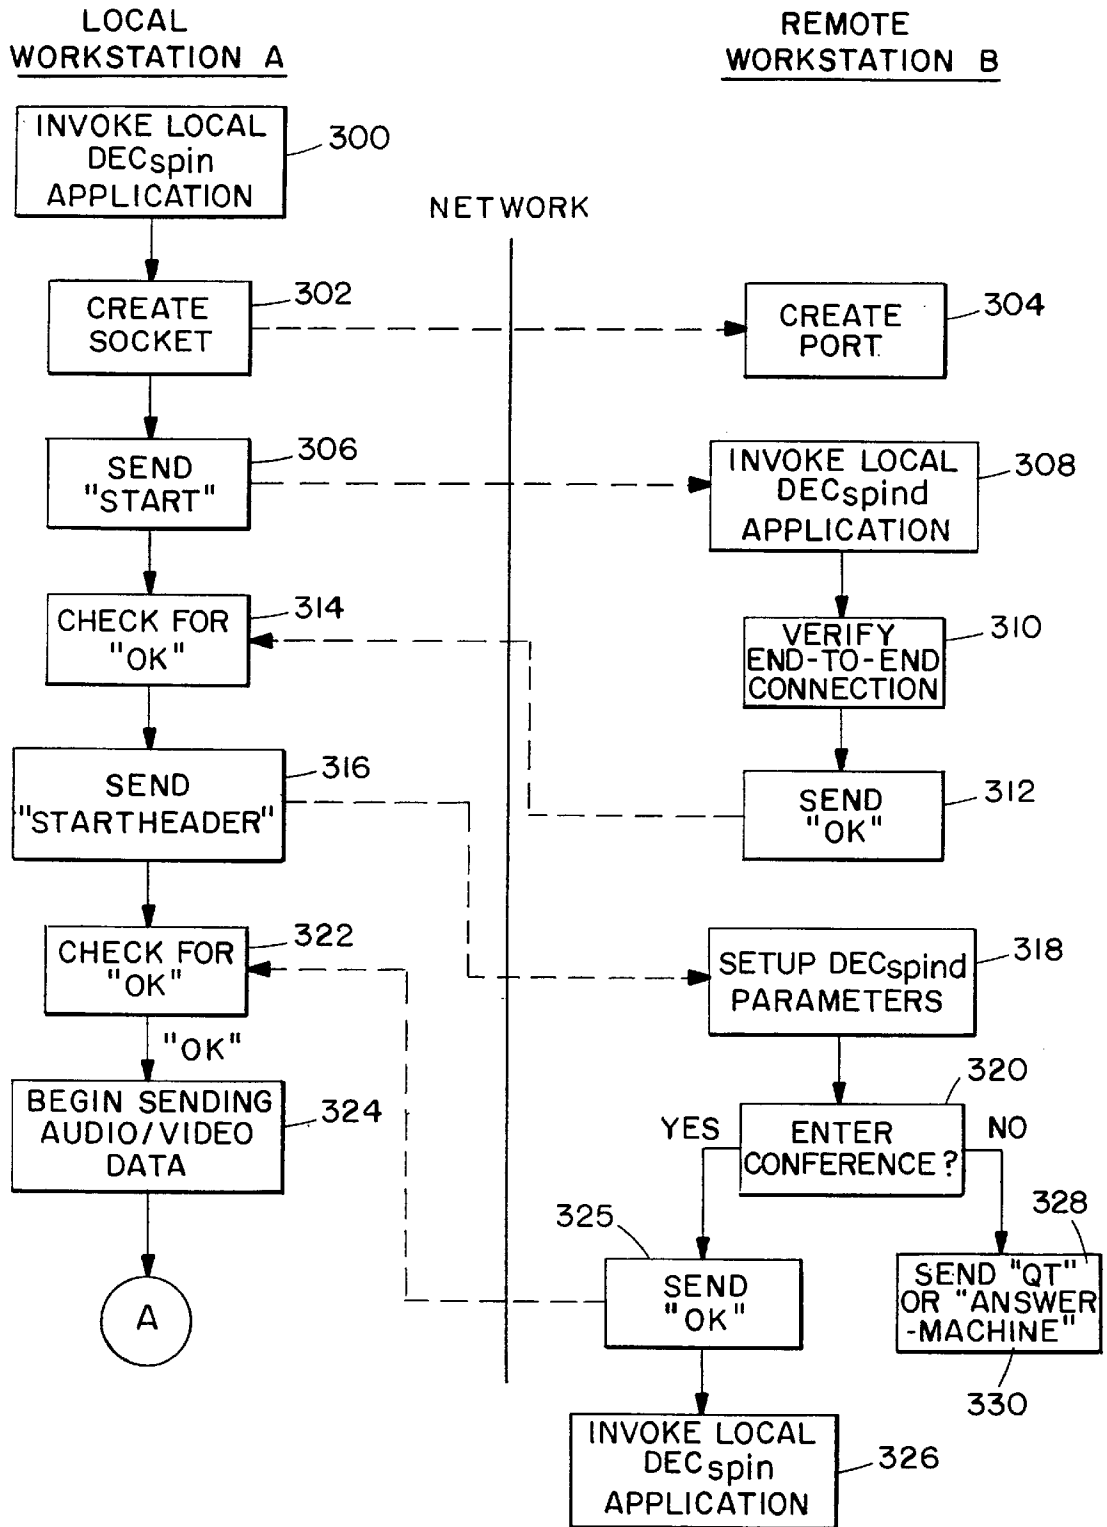 LOCAL
WORKSTATION A
REMOTE
WORKSTATION B
INVOKE LOCAL
DECspin
APPLICATION
300
NETWORK
CREATE
SOCKET
302
CREATE
PORT
304
SEND
"START"
306
INVOKE LOCAL
DECspind
APPLICATION
308
CHECK FOR
"OK"
314
VERIFY
END-TO-END
CONNECTION
310
SEND
"STARTHEADER"
316
SEND
"OK"
312
CHECK FOR
"OK"
322
SETUP DECspind
PARAMETERS
318
"OK"
BEGIN SENDING
AUDIO/VIDEO
DATA
324
320
YES
ENTER
CONFERENCE?
NO
325
SEND
"OK"
328
SEND "QT"
OR "ANSWER
-MACHINE"
330
A
INVOKE LOCAL
DECspin
APPLICATION
326